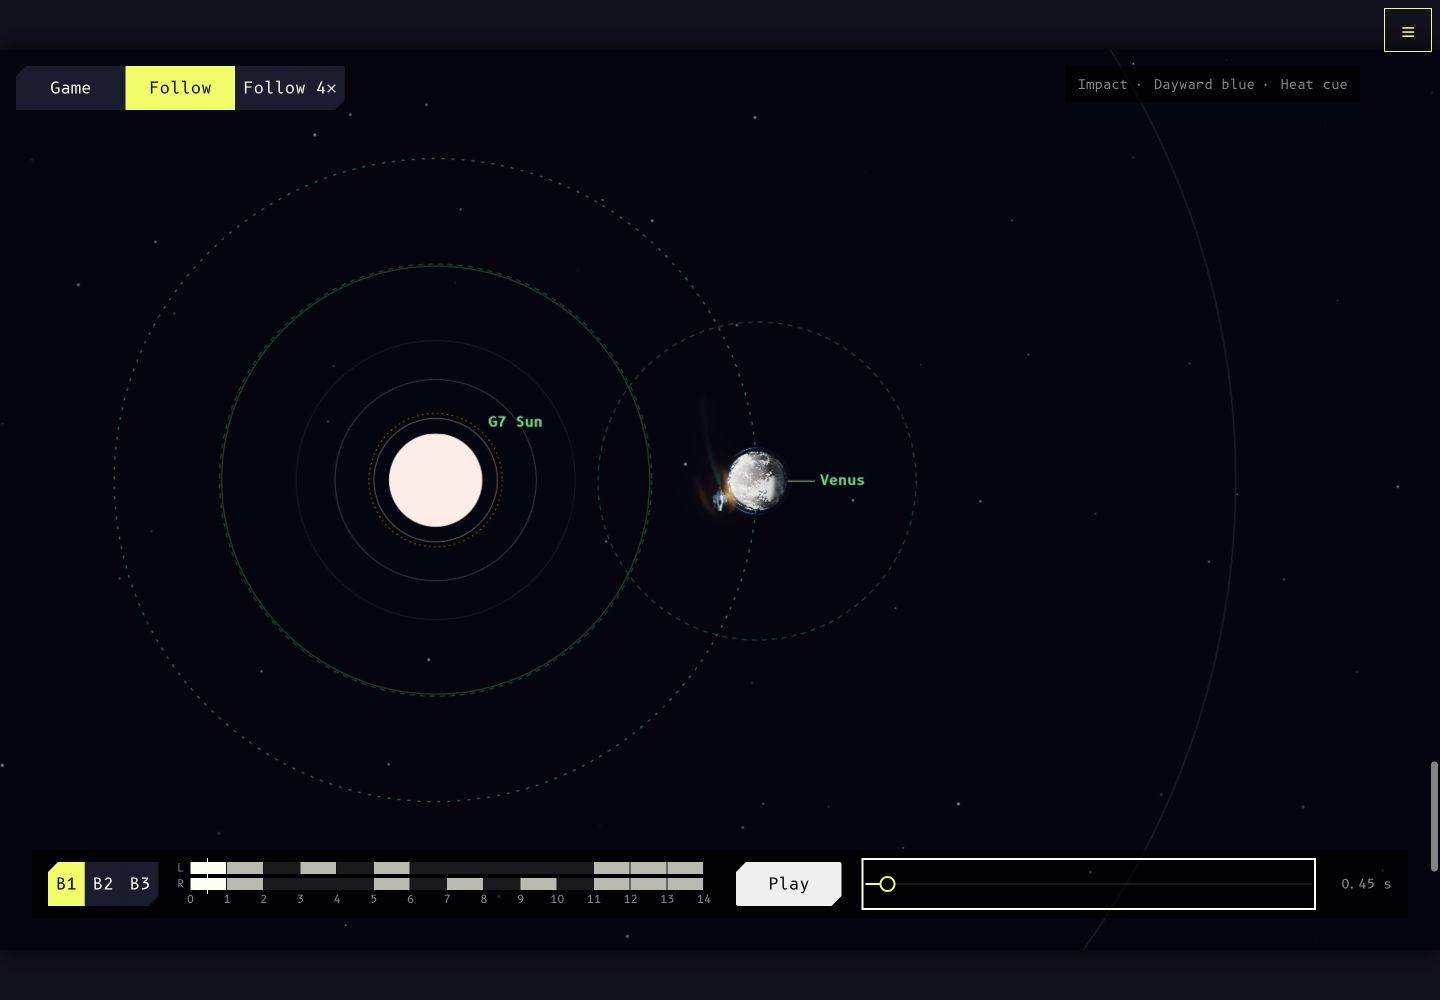 ≡
Game Follow Follow 4×
Impact · Dayward blue · Heat cue
G7 Sun
Venus
B1 B2 B3
L
R
0 1 2 3 4 5 6 7 8 9 10 11 12 13 14
Play
0.45 s